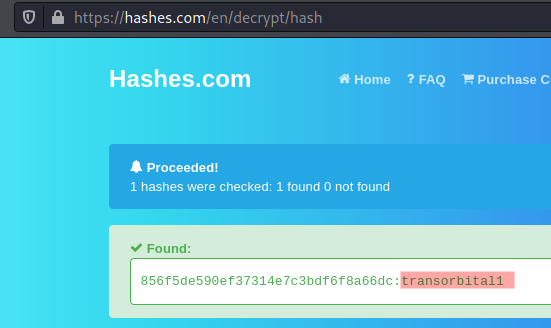 https://hashes.com/en/decrypt/hash
Hashes.com
Home ? FAQ Purchase C
Proceeded!
1 hashes were checked: 1 found 0 not found
Found:
856f5de590ef37314e7c3bdf6f8a66dc:transorbital1